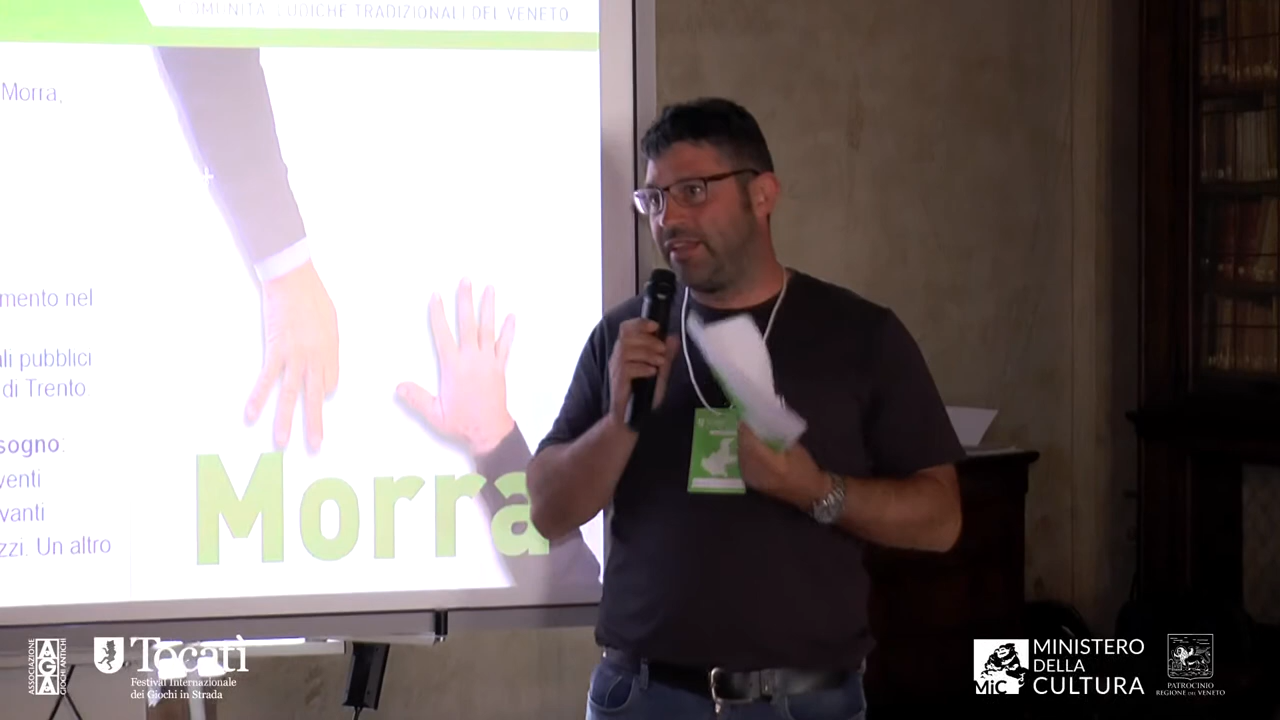 COMUNITÀ LUDICHE TRADIZIONALI DEL VENETO
Morra,
mento nel
ali pubblici
di Trento
sogno:
venti
vanti
zzi. Un altro
Morra
ASSOCIAZIONE
AGA
GIOCHI ANTICHI
Tocatì
Festival Internazionale
dei Giochi in Strada
MiC
MINISTERO
DELLA
CULTURA
PATROCINIO
REGIONE DEL VENETO